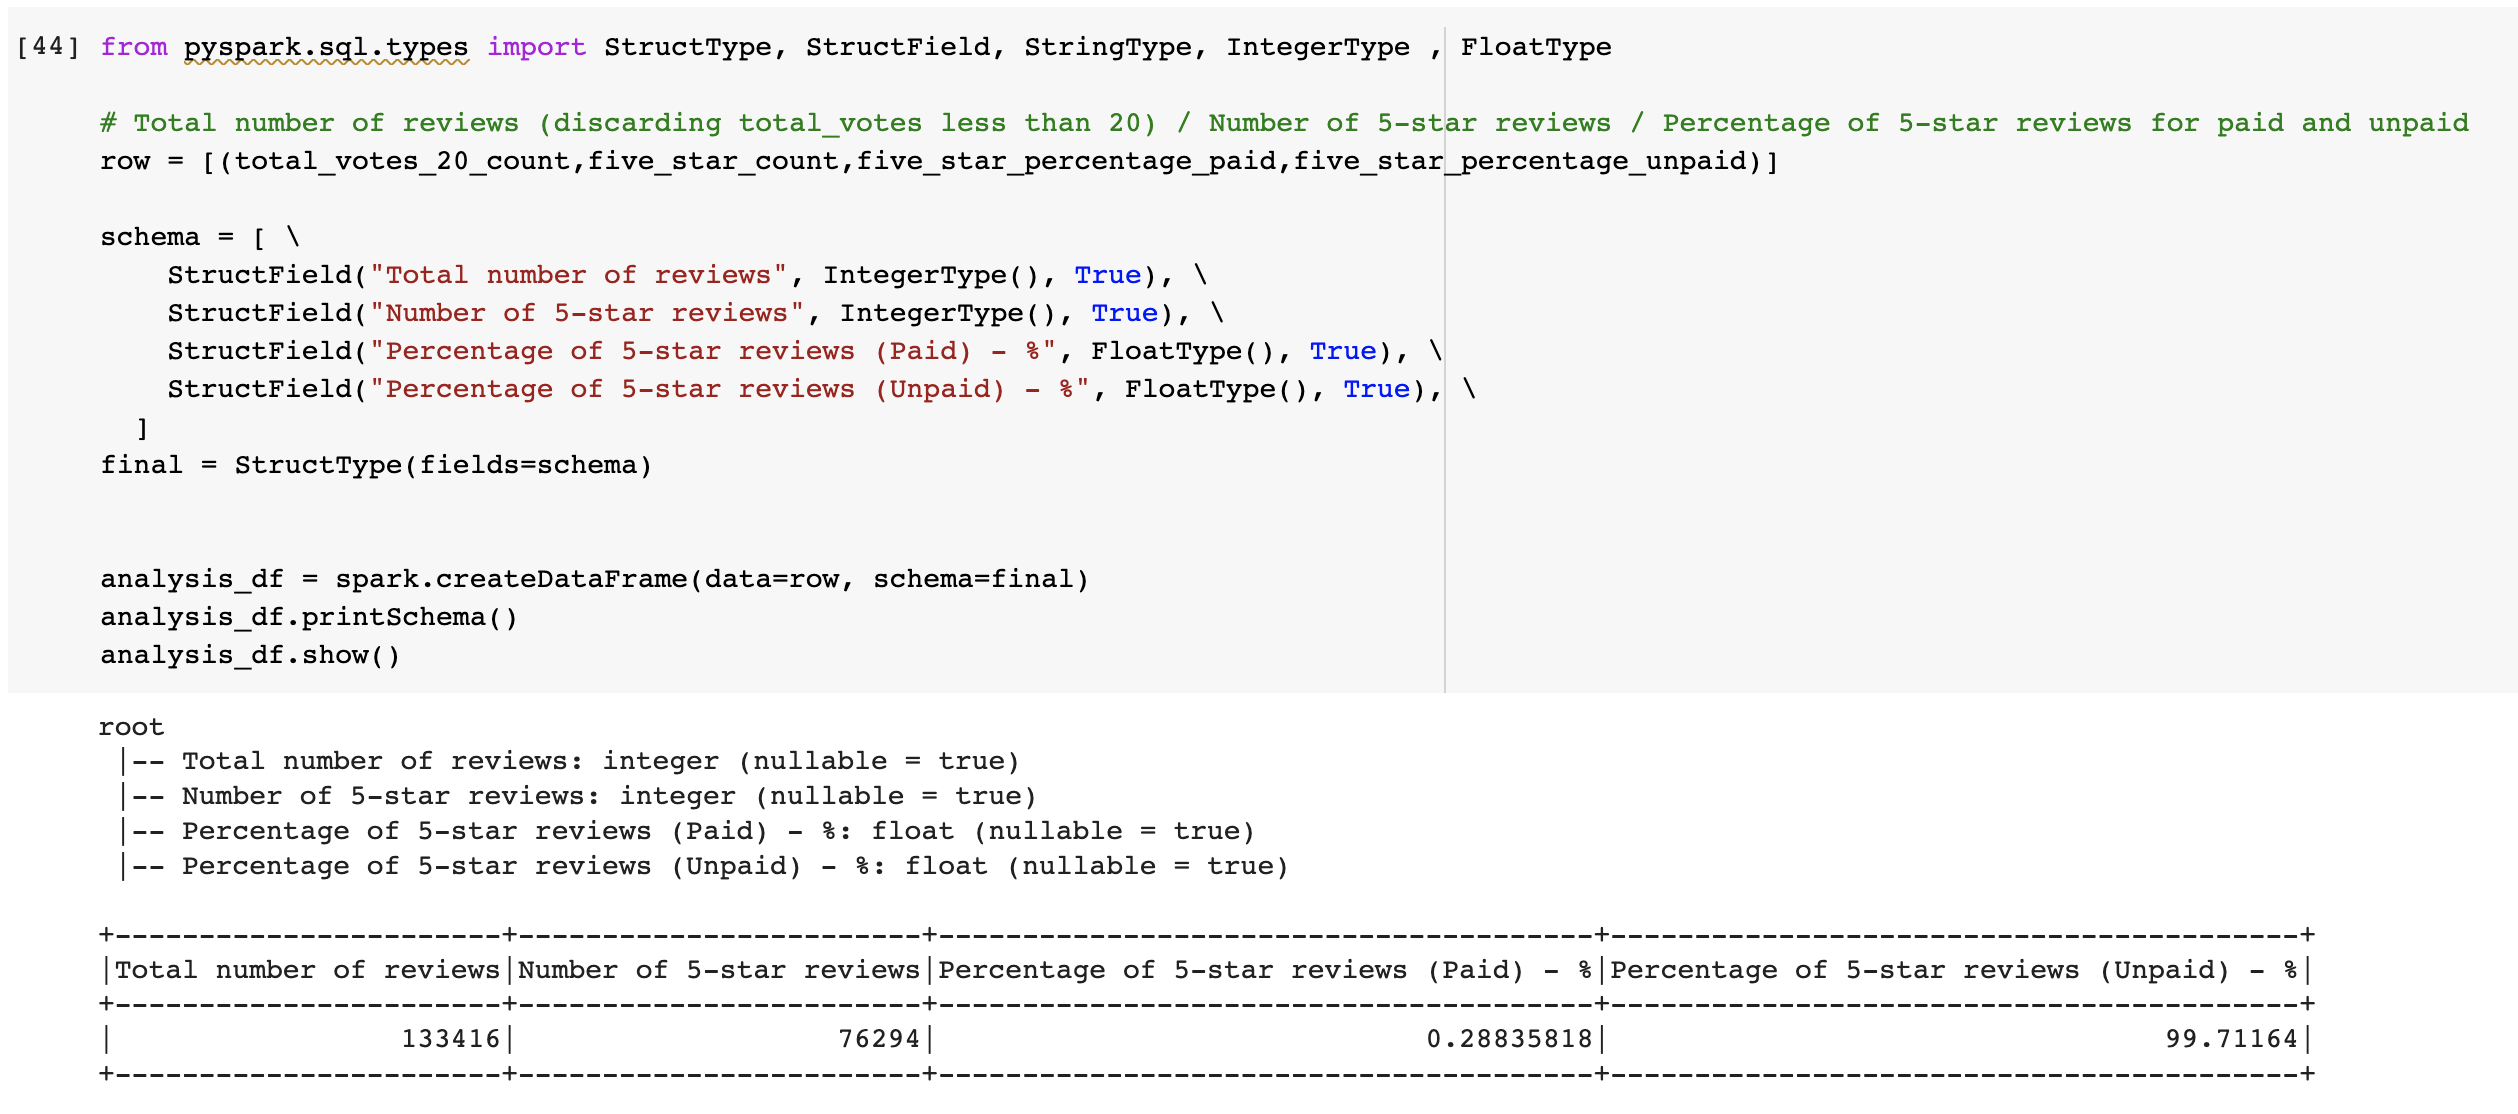 [44] from pyspark.sql.types import StructType, StructField, StringType, IntegerType , FloatType
# Total number of reviews (discarding total_votes less than 20) / Number of 5-star reviews / Percentage of 5-star reviews for paid and unpaid
row = [(total_votes_20_count,five_star_count,five_star_percentage_paid,five_star_percentage_unpaid)]
schema = [ \
    StructField("Total number of reviews", IntegerType(), True), \
    StructField("Number of 5-star reviews", IntegerType(), True), \
    StructField("Percentage of 5-star reviews (Paid) - %", FloatType(), True), \
    StructField("Percentage of 5-star reviews (Unpaid) - %", FloatType(), True), \
  ]
final = StructType(fields=schema)
analysis_df = spark.createDataFrame(data=row, schema=final)
analysis_df.printSchema()
analysis_df.show()
root
 |-- Total number of reviews: integer (nullable = true)
 |-- Number of 5-star reviews: integer (nullable = true)
 |-- Percentage of 5-star reviews (Paid) - %: float (nullable = true)
 |-- Percentage of 5-star reviews (Unpaid) - %: float (nullable = true)
+-----------------------+------------------------+---------------------------------------+-----------------------------------------+
|Total number of reviews|Number of 5-star reviews|Percentage of 5-star reviews (Paid) - %|Percentage of 5-star reviews (Unpaid) - %|
+-----------------------+------------------------+---------------------------------------+-----------------------------------------+
|                 133416|                   76294|                             0.28835818|                                 99.71164|
+-----------------------+------------------------+---------------------------------------+-----------------------------------------+